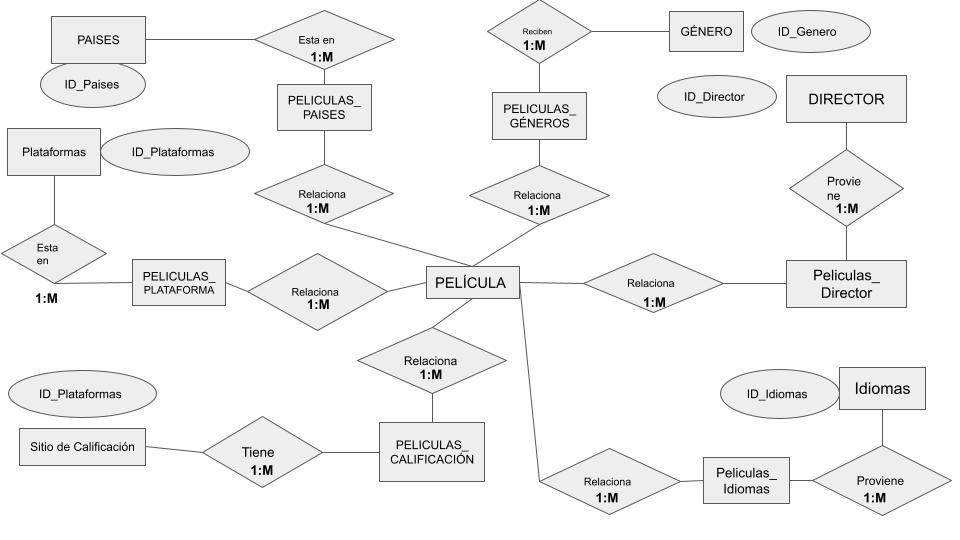 PAISES
ID_Paises
Esta en
1:M
PELICULAS_
PAISES
Relaciona
1:M
Reciben
1:M
GÉNERO
ID_Genero
PELICULAS_
GÉNEROS
Relaciona
1:M
ID_Director
DIRECTOR
Provie
ne
1:M
Peliculas_
Director
Relaciona
1:M
Plataformas
ID_Plataformas
Esta
en
1:M
PELICULAS_
PLATAFORMA
Relaciona
1:M
PELÍCULA
Relaciona
1:M
PELICULAS_
CALIFICACIÓN
Tiene
1:M
ID_Plataformas
Sitio de Calificación
ID_Idiomas
Idiomas
Relaciona
1:M
Peliculas_
Idiomas
Proviene
1:M